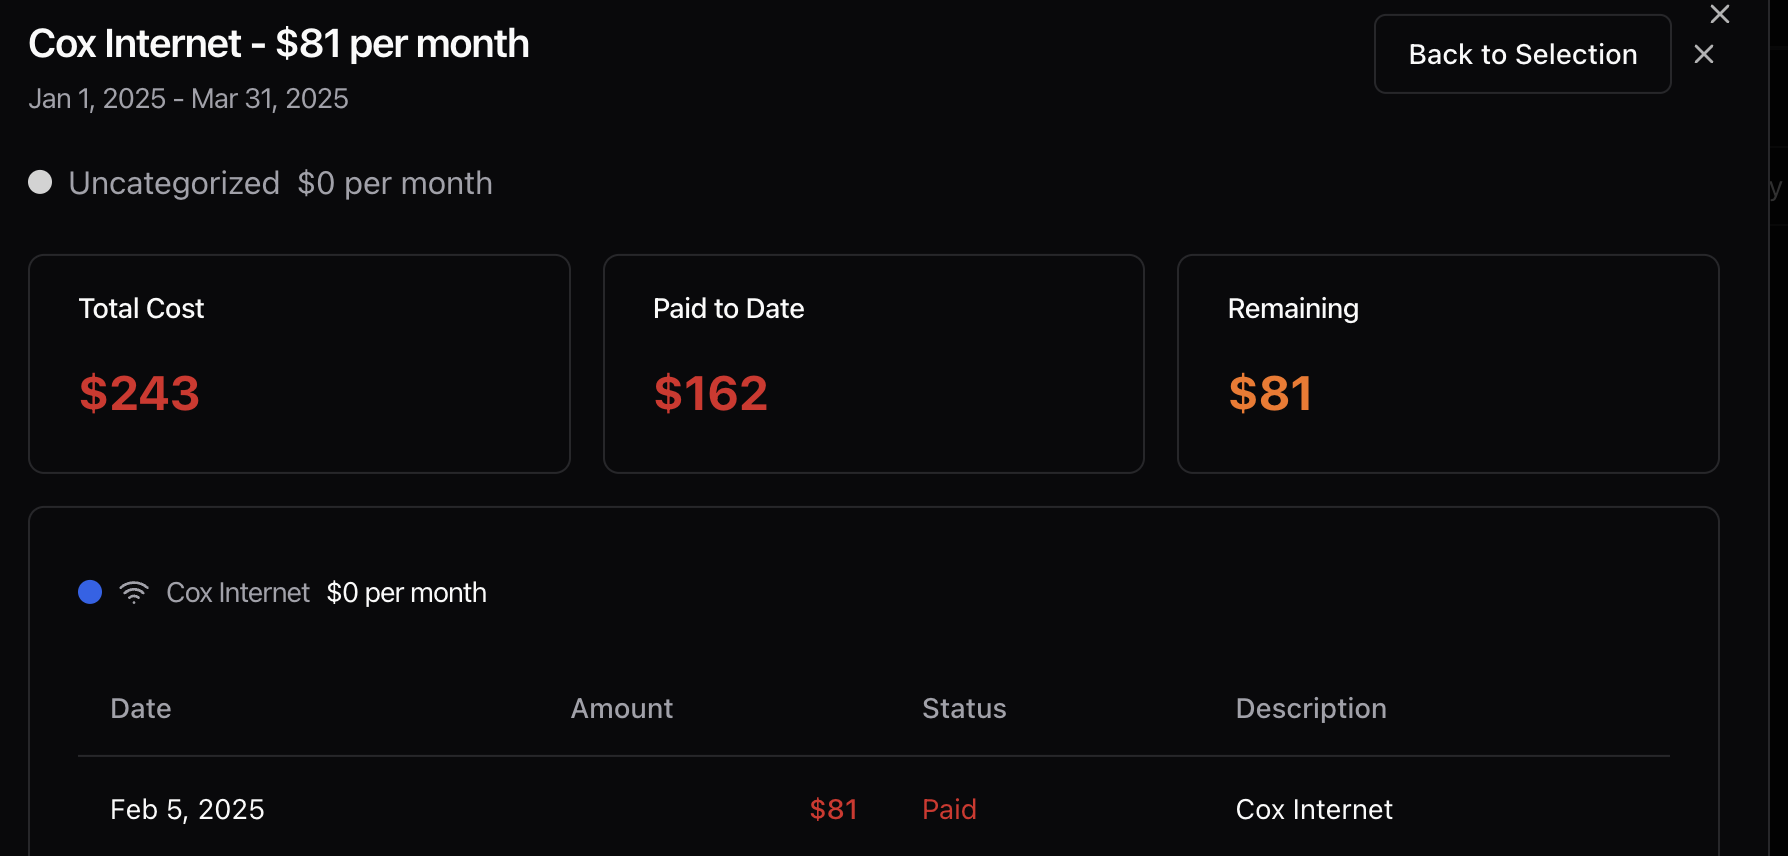 Cox Internet - $81 per month
Back to Selection
Jan 1, 2025 - Mar 31, 2025
Uncategorized $0 per month
y
Total Cost
$243
Paid to Date
$162
Remaining
$81
Cox Internet $0 per month
Date Amount Status Description
Feb 5, 2025 $81 Paid Cox Internet